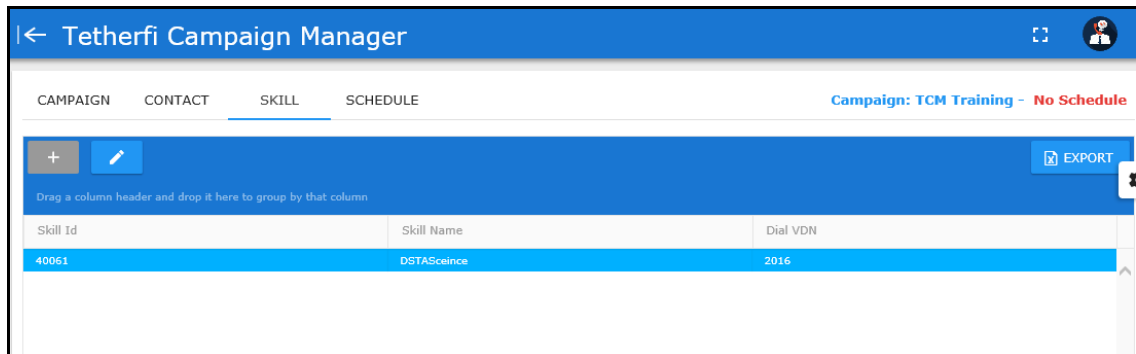 Tetherfi Campaign Manager
CAMPAIGN CONTACT SKILL SCHEDULE Campaign: TCM Training - No Schedule
+ EXPORT
Drag a column header and drop it here to group by that column
Skill Id Skill Name Dial VDN
40061 DSTASceince 2016